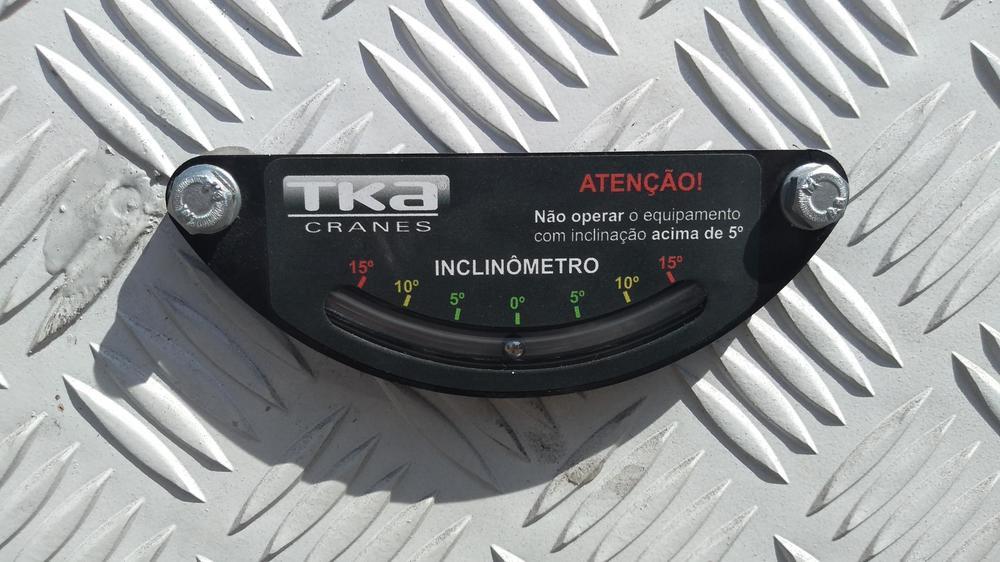 TKA
CRANES
ATENÇÃO!
Não operar o equipamento
com inclinação acima de 5º
INCLINÔMETRO
15º 10º 5º 0º 5º 10º 15º